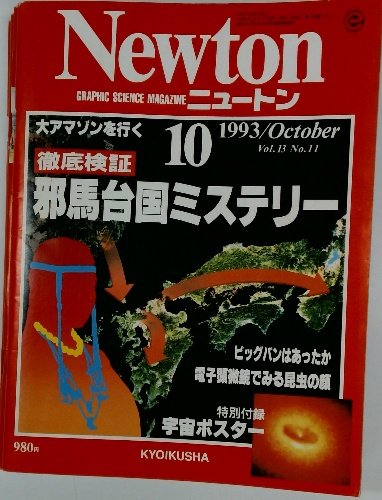 Newton
GRAPHIC SCIENCE MAGAZINE ニュートン
大アマゾンを行く
10 1993/October
Vol.13 No.11
徹底検証
邪馬台国ミステリー
ビッグバンはあったか
電子顕微鏡でみる昆虫の顔
特別付録
宇宙ポスター
980円
KYOIKUSHA